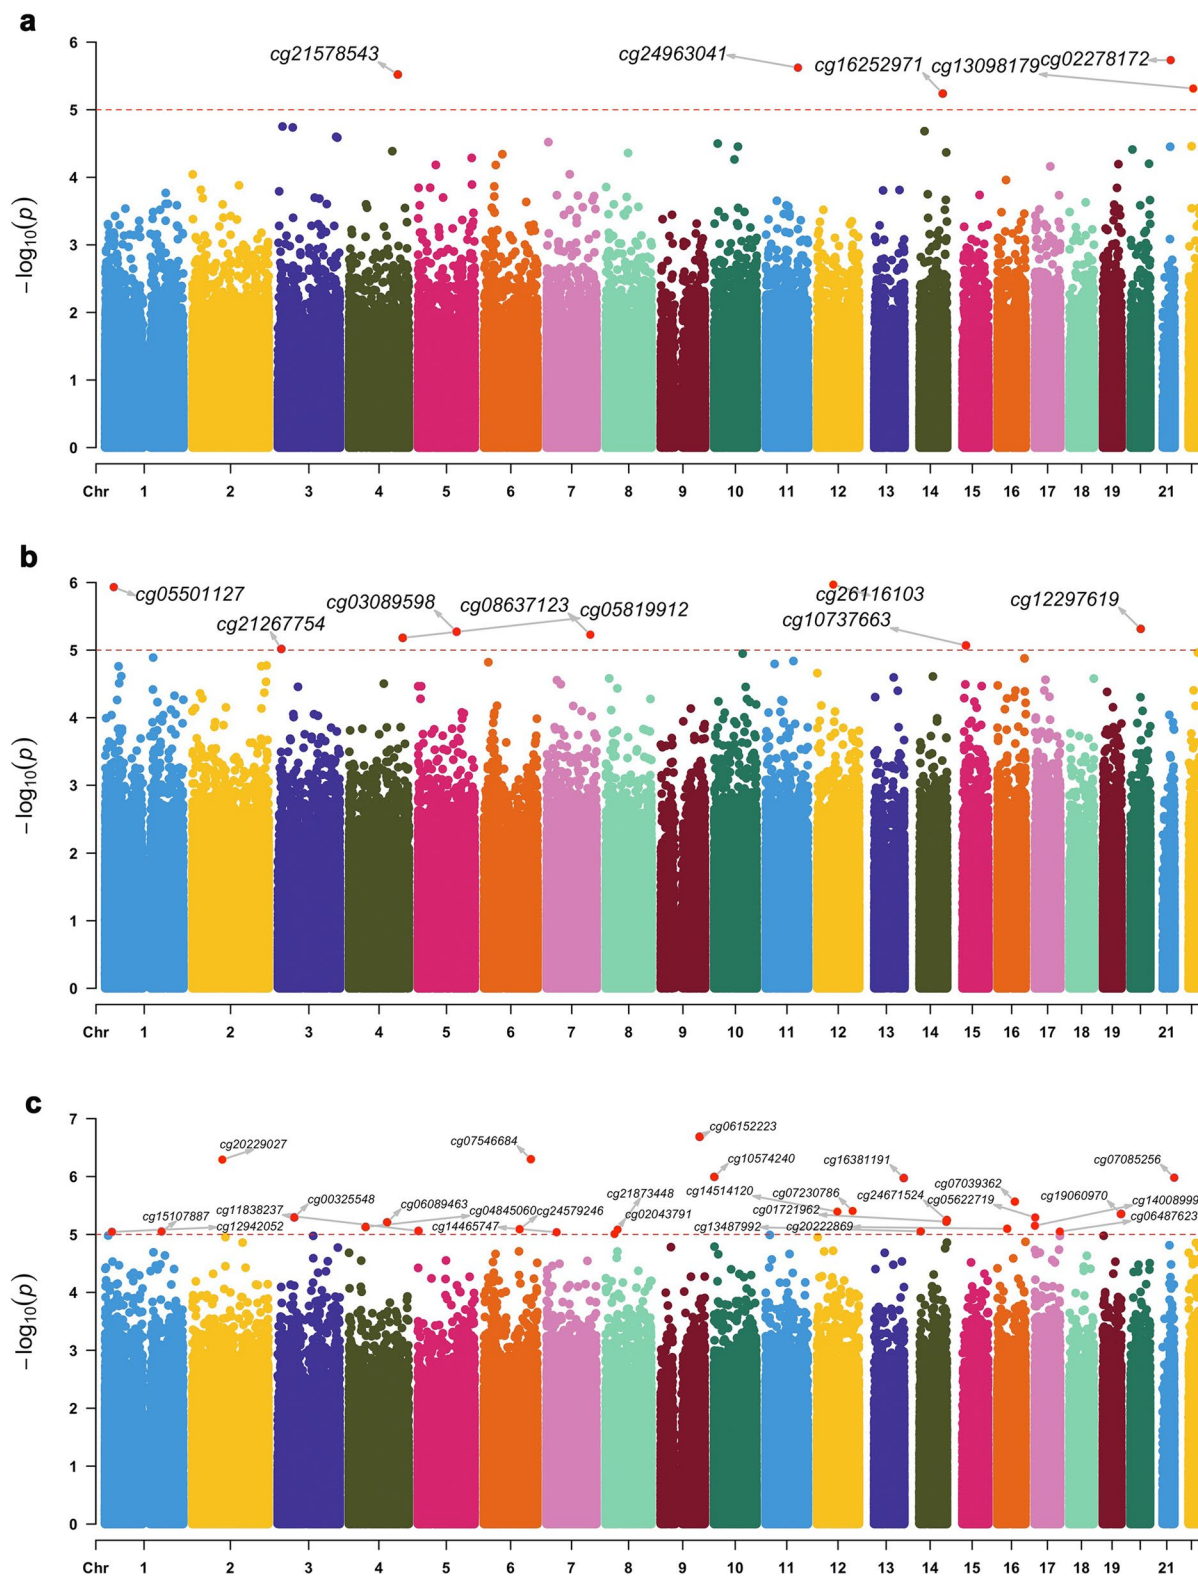 a
6
cg21578543
cg24963041
cg16252971
cg13098179
cg02278172
5
4
3
2
1
0
−log10(p)
Chr 1 2 3 4 5 6 7 8 9 10 11 12 13 14 15 16 17 18 19 21
b
6
cg05501127
cg21267754
cg03089598
cg08637123
cg05819912
cg26116103
cg10737663
cg12297619
5
4
3
2
1
0
−log10(p)
Chr 1 2 3 4 5 6 7 8 9 10 11 12 13 14 15 16 17 18 19 21
c
7
cg06152223
cg20229027
cg07546684
cg10574240
cg16381191
cg07085256
6
cg15107887
cg12942052
cg11838237
cg00325548
cg06089463
cg04845060
cg14465747
cg24579246
cg21873448
cg02043791
cg14514120
cg07230786
cg01721962
cg13487992
cg20222869
cg24671524
cg07039362
cg05622719
cg19060970
cg14008999
cg06487623
5
4
3
2
1
0
−log10(p)
Chr 1 2 3 4 5 6 7 8 9 10 11 12 13 14 15 16 17 18 19 21